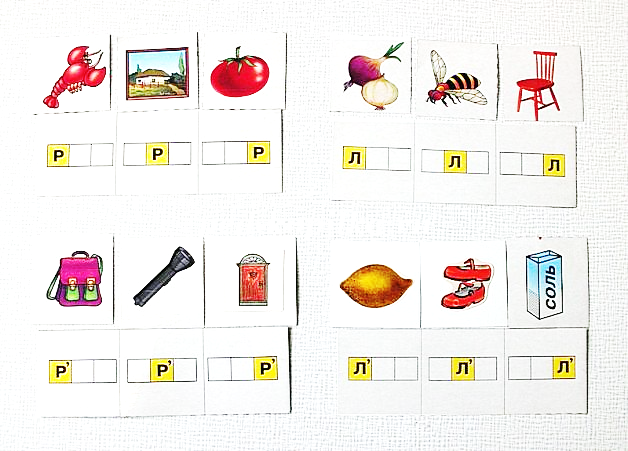 Р Р Р
Л Л Л
СОЛЬ
Р’ Р’ Р’
Л’ Л’ Л’